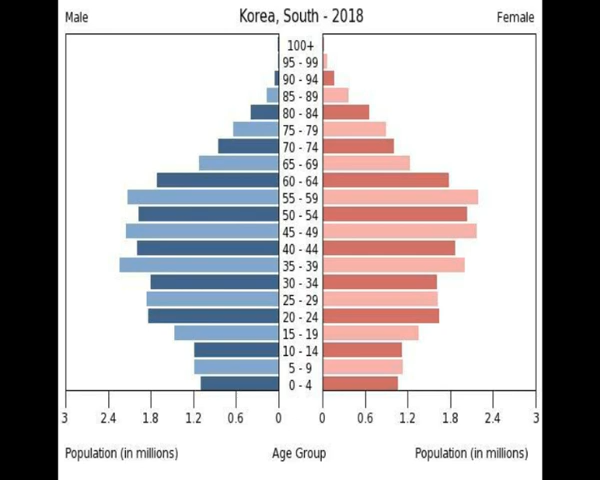 Male Korea, South - 2018 Female
100+
95 - 99
90 - 94
85 - 89
80 - 84
75 - 79
70 - 74
65 - 69
60 - 64
55 - 59
50 - 54
45 - 49
40 - 44
35 - 39
30 - 34
25 - 29
20 - 24
15 - 19
10 - 14
5 - 9
0 - 4
3 2.4 1.8 1.2 0.6 0 0 0.6 1.2 1.8 2.4 3
Population (in millions) Age Group Population (in millions)